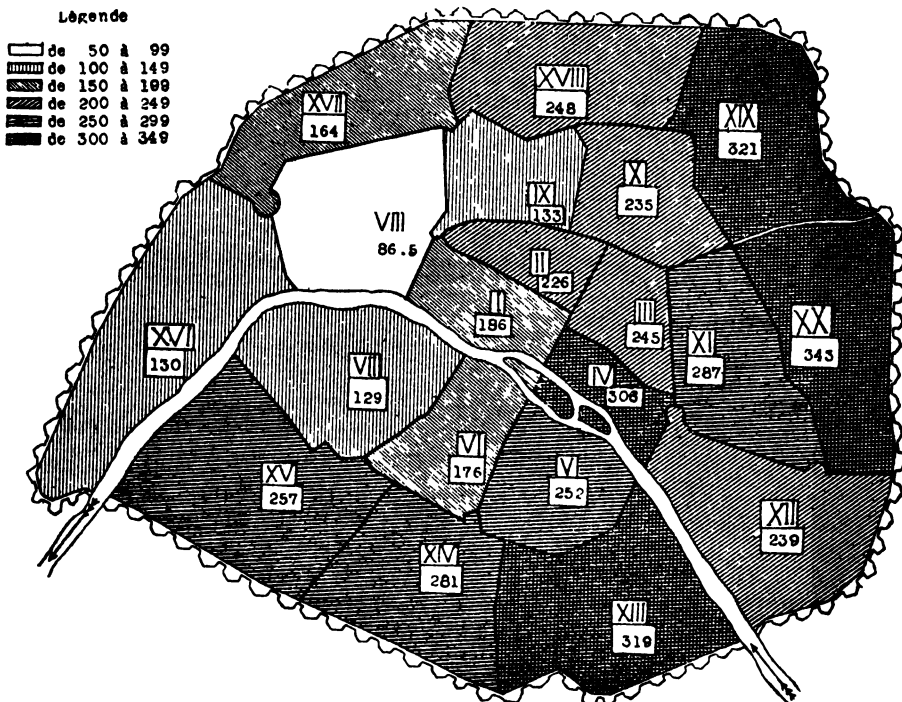 Légende
de 50 à 99
de 100 à 149
de 150 à 199
de 200 à 249
de 250 à 299
de 300 à 349
XVII
164
XVIII
248
XIX
321
IX
133
X
235
VIII
86.5
II
226
I
186
III
245
XI
287
XX
343
XVI
130
VII
129
IV
306
VI
176
V
252
XV
257
XII
239
XIV
281
XIII
319